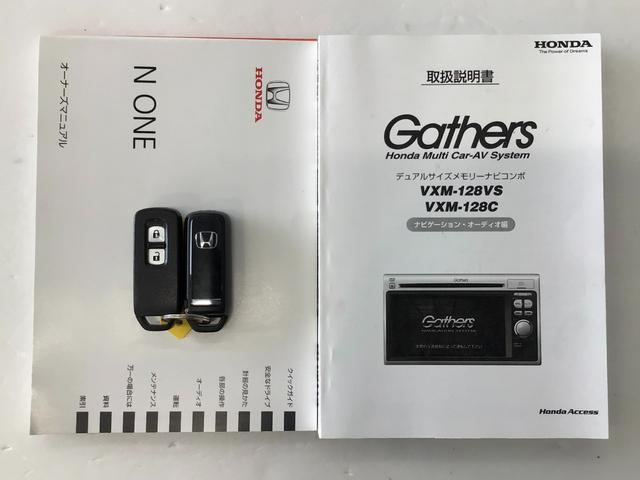 HONDA
N ONE
オーナーズマニュアル
クイックガイド
安全なドライブ
計器の見かた
各部の操作
オーディオ
運転
メンテナンス
万一の場合には
資料
索引
HONDA
The Power of Dreams
取扱説明書
Gathers
Honda Multi Car-AV System
デュアルサイズメモリーナビコンポ
VXM-128VS
VXM-128C
ナビゲーション・オーディオ編
Gathers
Gathers
NAVIGATION SYSTEM
Honda Access